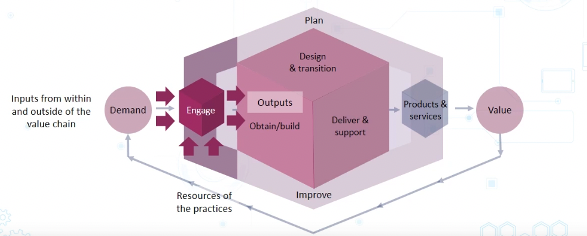 Plan
Design
& transition
Inputs from within
and outside of the
value chain
Demand
Engage
Outputs
Obtain/build
Deliver &
support
Products &
services
Value
Resources of
the practices
Improve